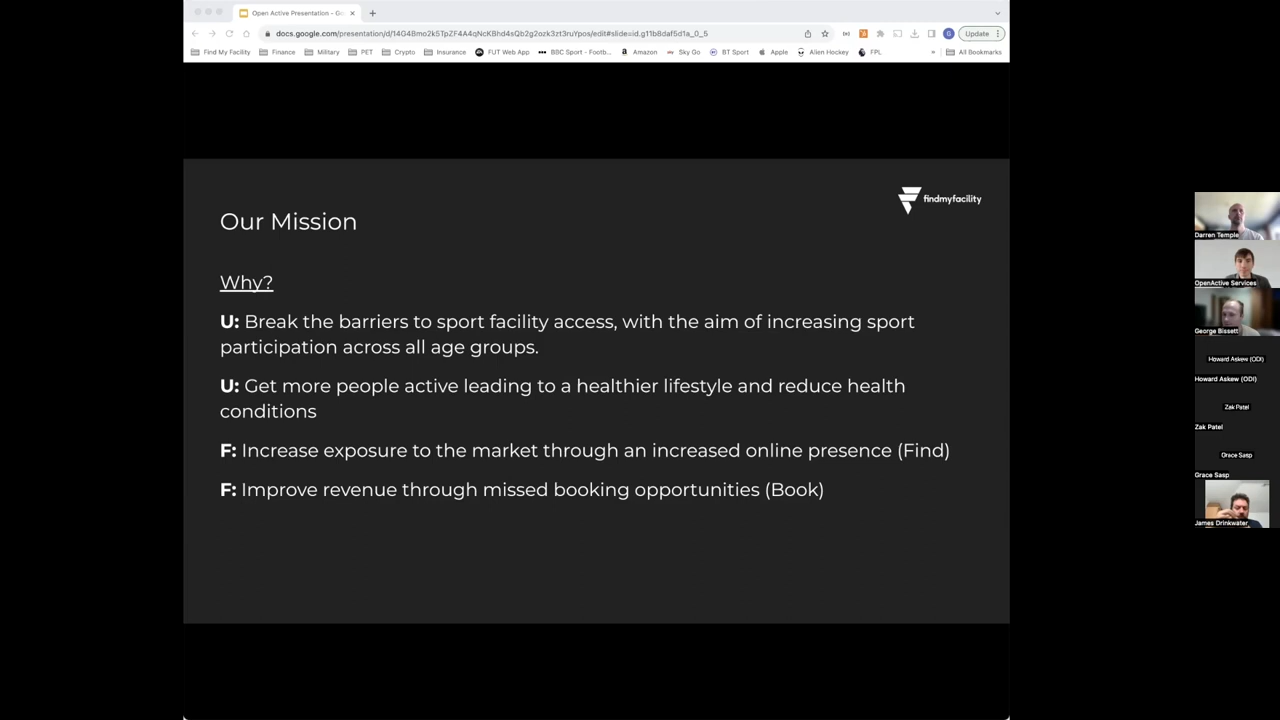 Open Active Presentation - Go
docs.google.com/presentation/d/14G4Bmo2k5TpZF4A4qNcKBhd4sQb2g2ozk3zt3ruYpos/edit#slide=id.g11b8daf5d1a_0_5
Update
Find My Facility
Finance
Military
PET
Crypto
Insurance
FUT Web App
BBC Sport - Footb...
Amazon
Sky Go
BT Sport
Apple
Alien Hockey
FPL
»
All Bookmarks
findmyfacility
Our Mission
Why?
U: Break the barriers to sport facility access, with the aim of increasing sport
participation across all age groups.
U: Get more people active leading to a healthier lifestyle and reduce health
conditions
F: Increase exposure to the market through an increased online presence (Find)
F: Improve revenue through missed booking opportunities (Book)
Darren Temple
OpenActive Services
George Bissett
Howard Askew (ODI)
Howard Askew (ODI)
Zak Patel
Zak Patel
Grace Sasp
Grace Sasp
James Drinkwater